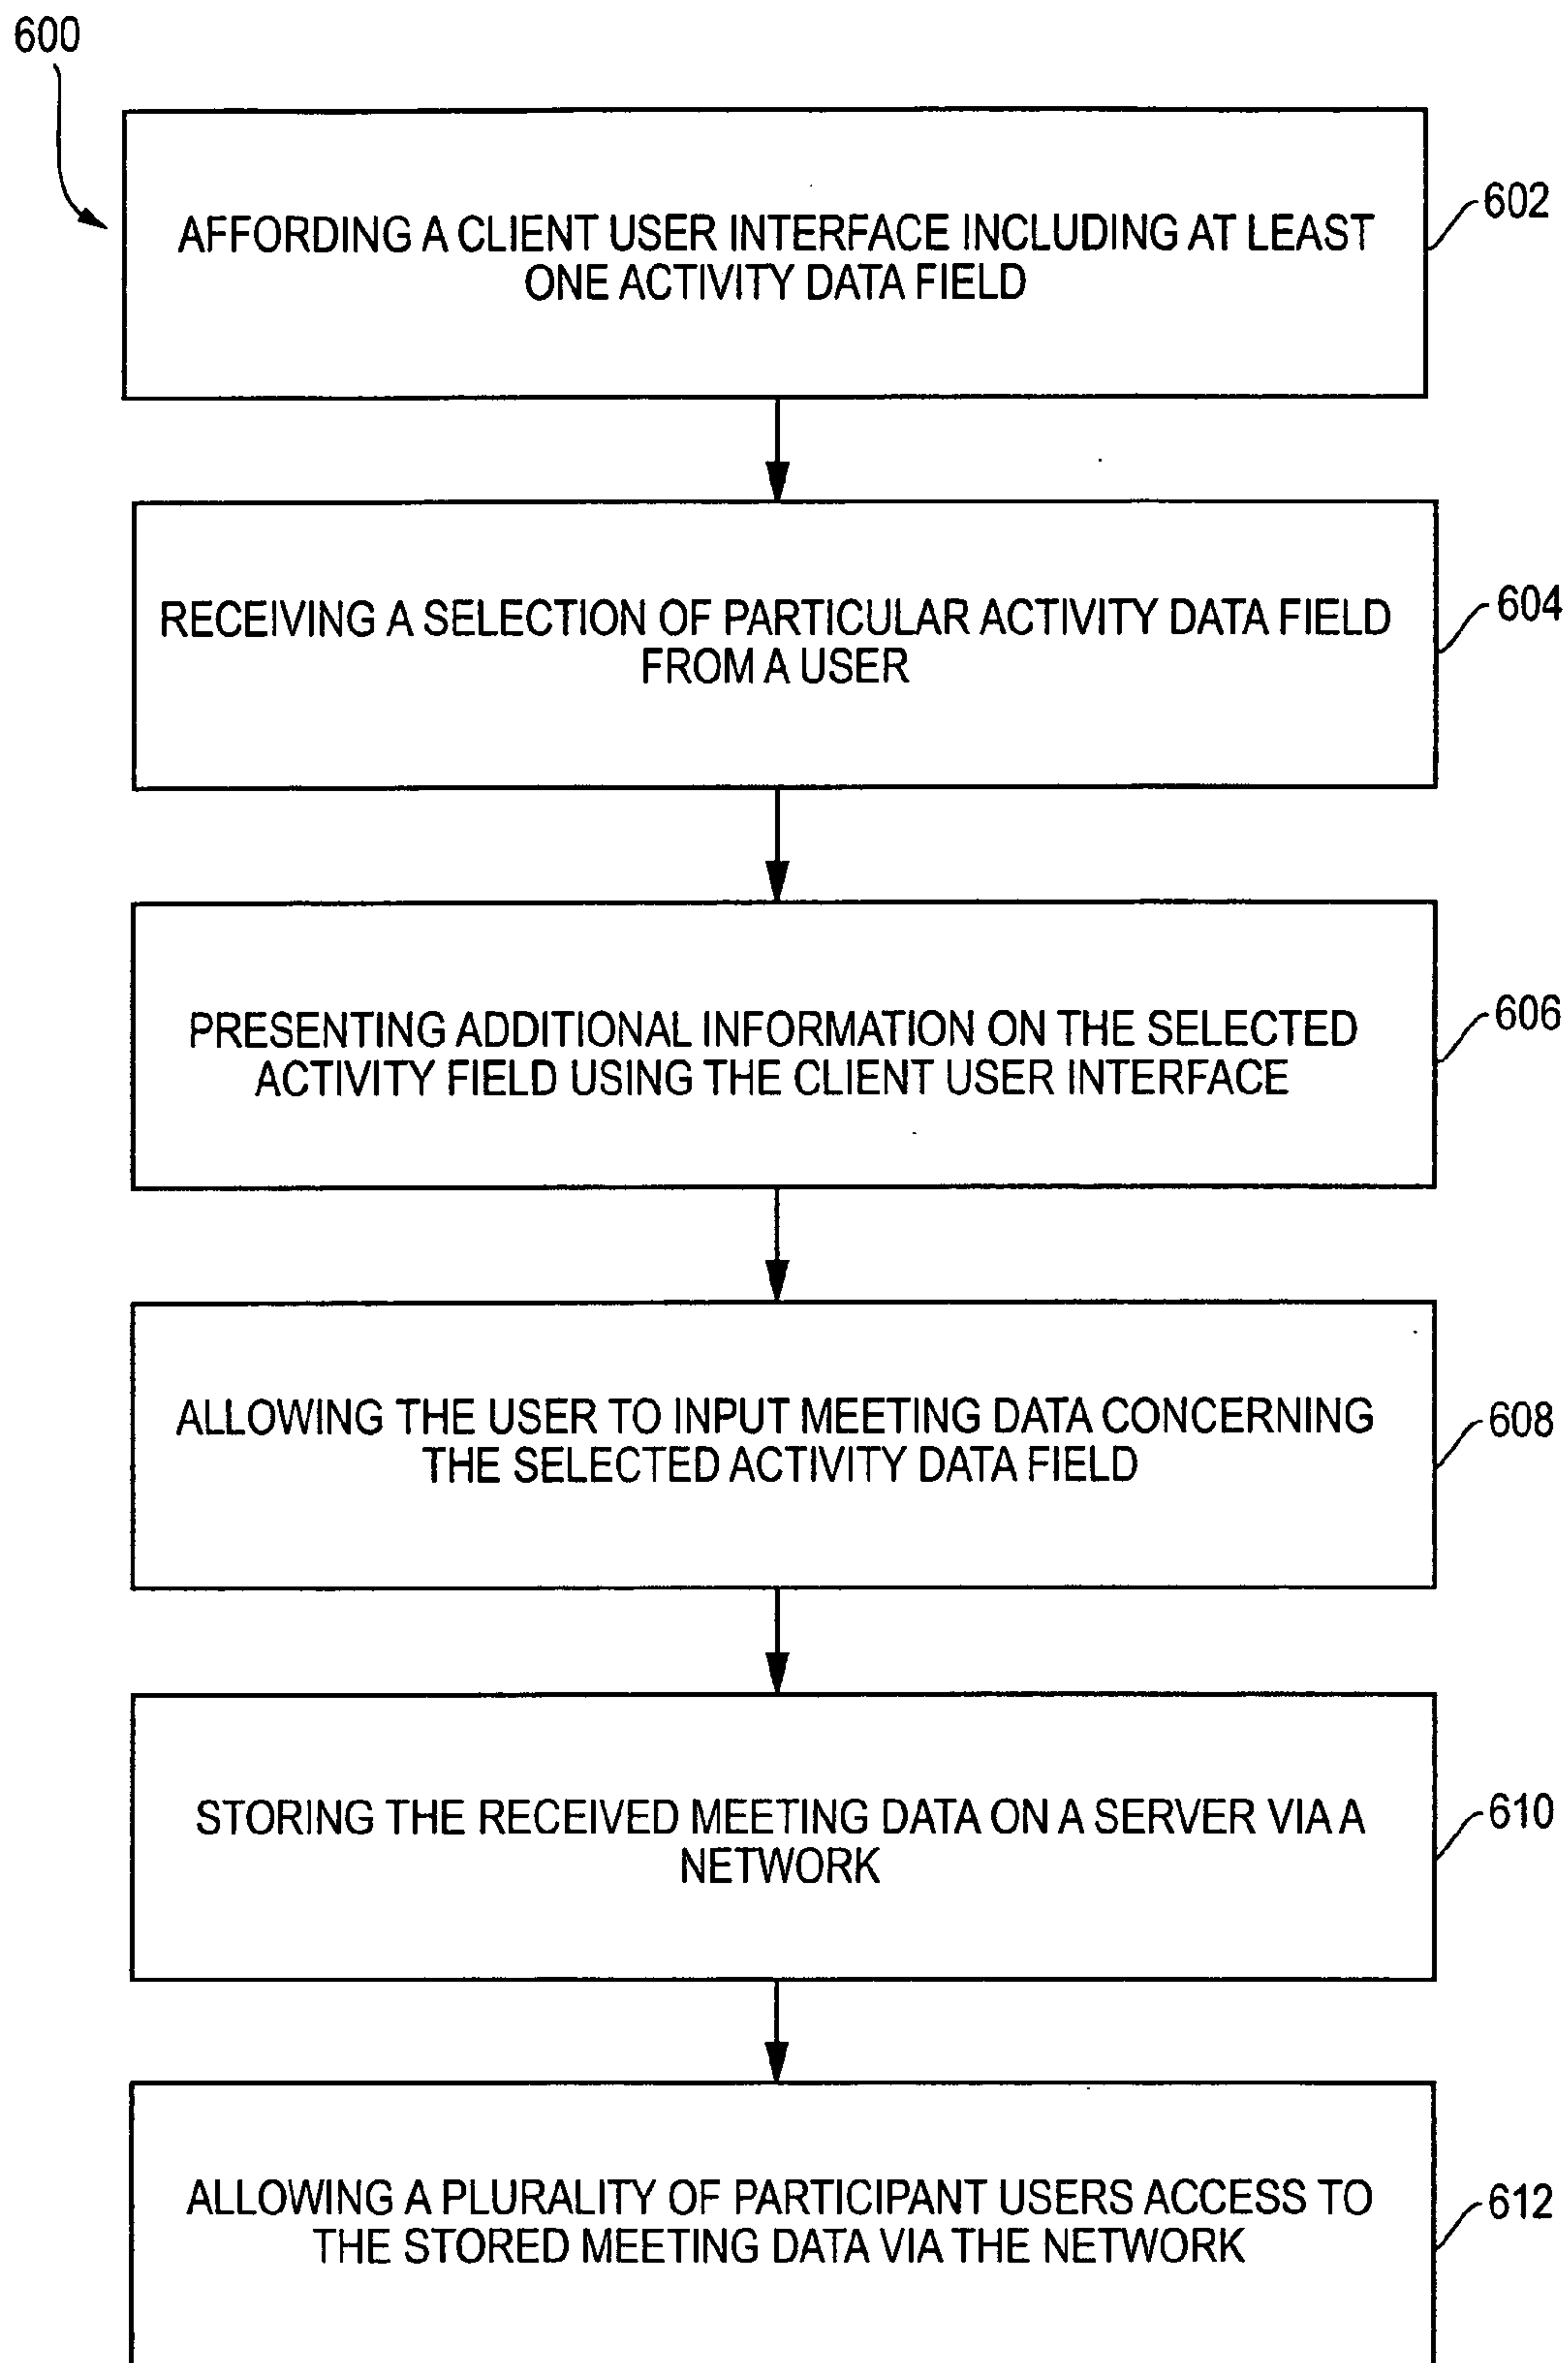 600
AFFORDING A CLIENT USER INTERFACE INCLUDING AT LEAST
ONE ACTIVITY DATA FIELD
602
RECEIVING A SELECTION OF PARTICULAR ACTIVITY DATA FIELD
FROM A USER
604
PRESENTING ADDITIONAL INFORMATION ON THE SELECTED
ACTIVITY FIELD USING THE CLIENT USER INTERFACE
606
ALLOWING THE USER TO INPUT MEETING DATA CONCERNING
THE SELECTED ACTIVITY DATA FIELD
608
STORING THE RECEIVED MEETING DATA ON A SERVER VIA A
NETWORK
610
ALLOWING A PLURALITY OF PARTICIPANT USERS ACCESS TO
THE STORED MEETING DATA VIA THE NETWORK
612